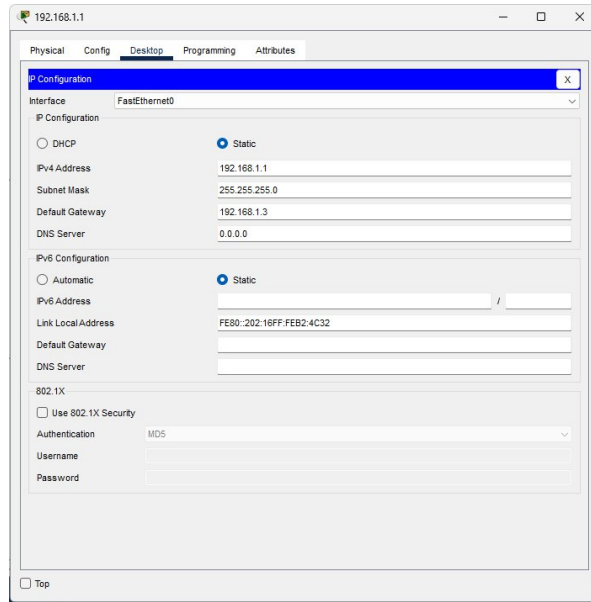 192.168.1.1
Physical Config Desktop Programming Attributes
IP Configuration X
Interface FastEthernet0
IP Configuration
DHCP Static
IPv4 Address 192.168.1.1
Subnet Mask 255.255.255.0
Default Gateway 192.168.1.3
DNS Server 0.0.0.0
IPv6 Configuration
Automatic Static
IPv6 Address /
Link Local Address FE80::202:16FF:FEB2:4C32
Default Gateway
DNS Server
802.1X
Use 802.1X Security
Authentication MD5
Username
Password
Top